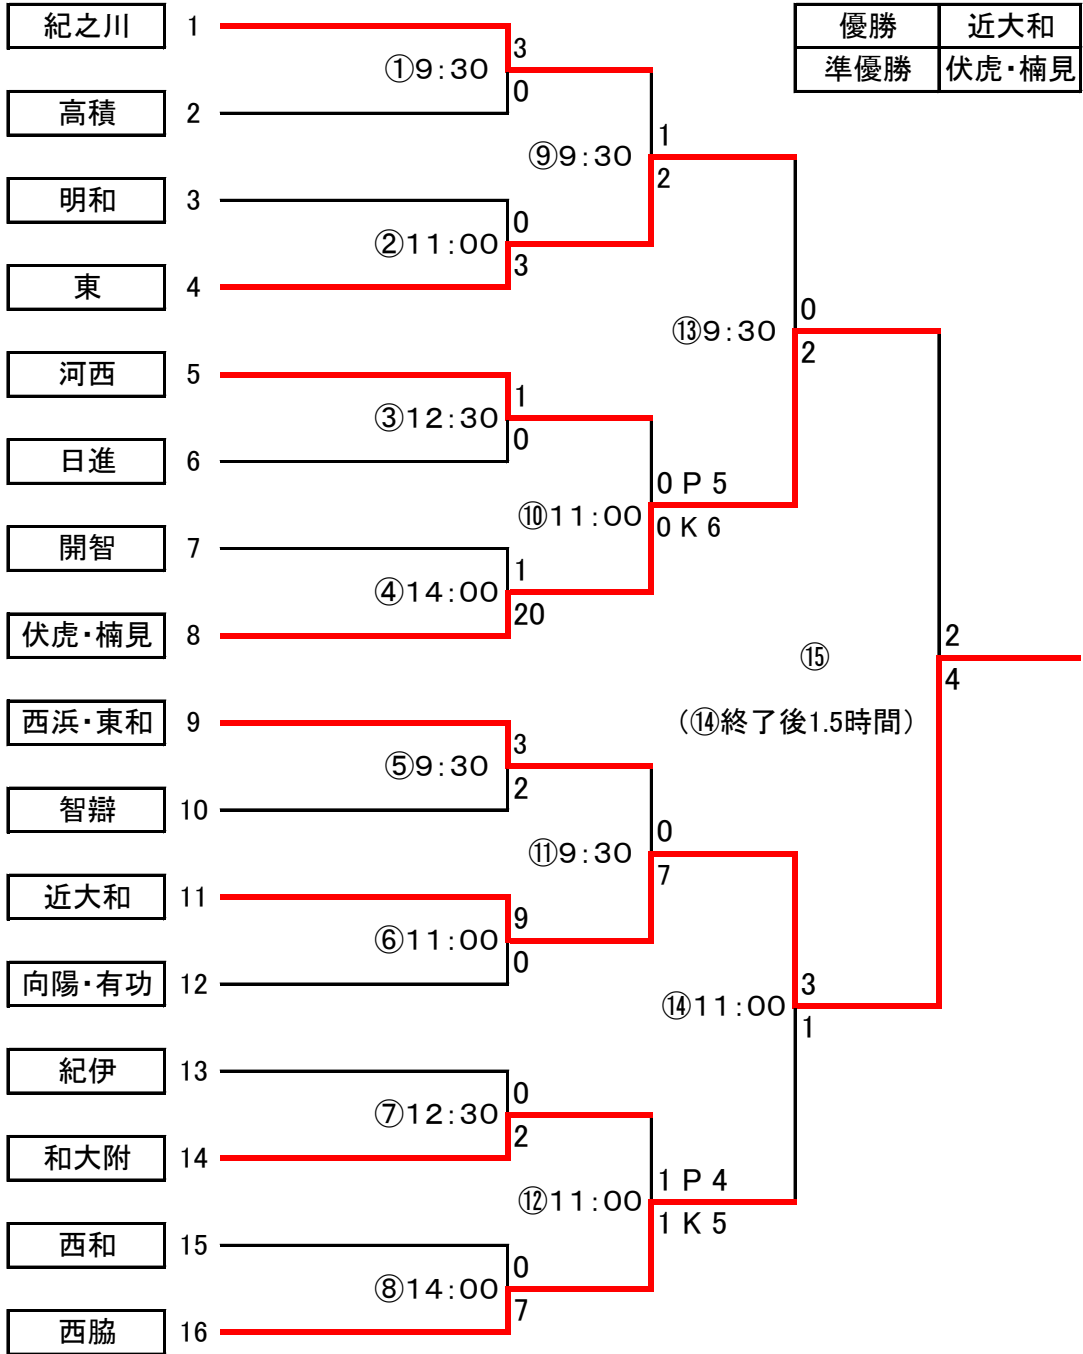 優勝 近大和
準優勝 伏虎・楠見
紀之川 1
3
①9:30
0
高積 2
1
⑨9:30
2
明和 3
0
②11:00
3
東 4
0
⑬9:30
2
河西 5
1
③12:30
0
日進 6
0 P 5
⑩11:00
0 K 6
開智 7
1
④14:00
20
伏虎・楠見 8
2
⑮
4
(⑭終了後1.5時間)
西浜・東和 9
3
⑤9:30
2
智辯 10
0
⑪9:30
7
近大和 11
9
⑥11:00
0
向陽・有功 12
3
⑭11:00
1
紀伊 13
0
⑦12:30
2
和大附 14
1 P 4
⑫11:00
1 K 5
西和 15
0
⑧14:00
7
西脇 16